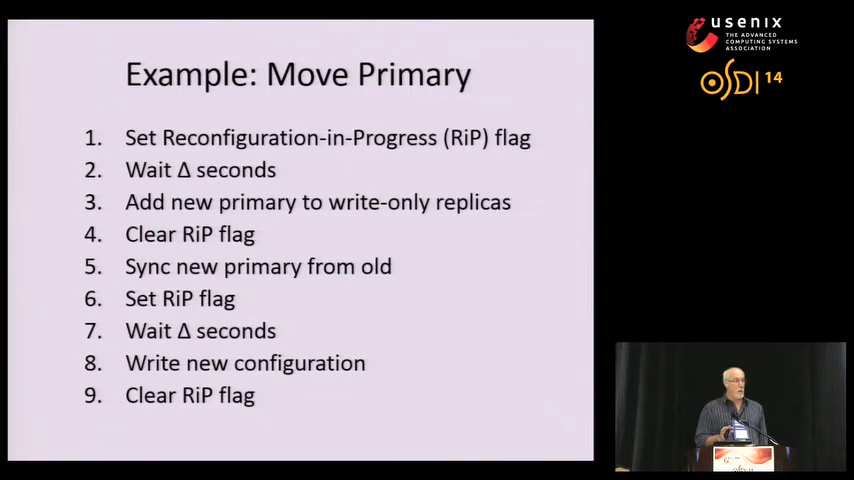 Example: Move Primary
1. Set Reconfiguration-in-Progress (RiP) flag
2. Wait Δ seconds
3. Add new primary to write-only replicas
4. Clear RiP flag
5. Sync new primary from old
6. Set RiP flag
7. Wait Δ seconds
8. Write new configuration
9. Clear RiP flag
usenix
THE ADVANCED
COMPUTING SYSTEMS
ASSOCIATION
OSDI 14